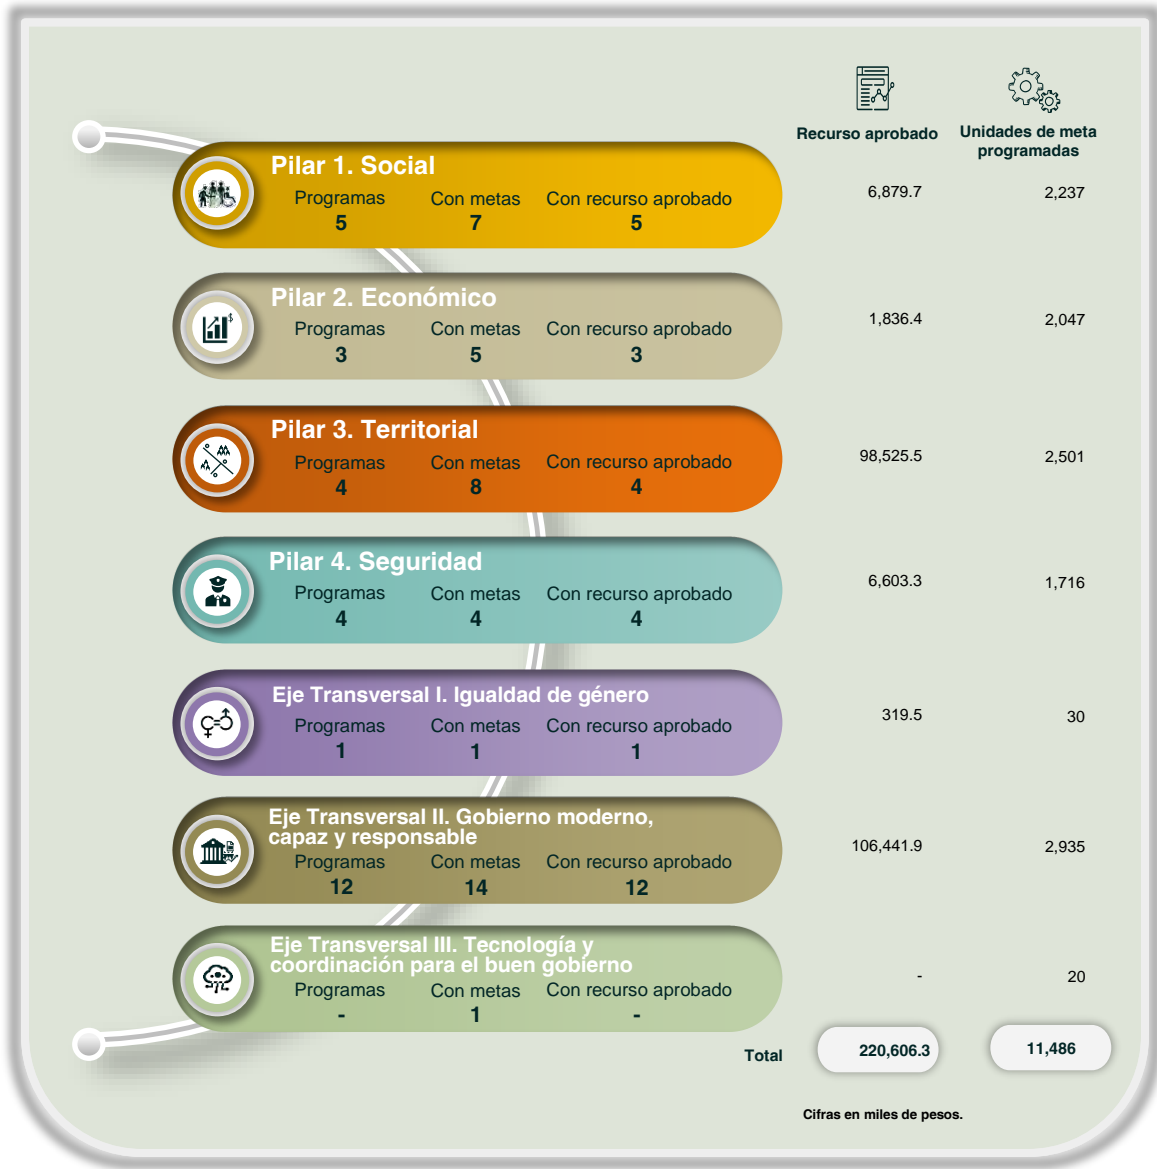 Recurso aprobado
Unidades de meta
programadas
Pilar 1. Social
Programas Con metas Con recurso aprobado
5 7 5
6,879.7 2,237
Pilar 2. Económico
Programas Con metas Con recurso aprobado
3 5 3
1,836.4 2,047
Pilar 3. Territorial
Programas Con metas Con recurso aprobado
4 8 4
98,525.5 2,501
Pilar 4. Seguridad
Programas Con metas Con recurso aprobado
4 4 4
6,603.3 1,716
Eje Transversal I. Igualdad de género
Programas Con metas Con recurso aprobado
1 1 1
319.5 30
Eje Transversal II. Gobierno moderno,
capaz y responsable
Programas Con metas Con recurso aprobado
12 14 12
106,441.9 2,935
Eje Transversal III. Tecnología y
coordinación para el buen gobierno
Programas Con metas Con recurso aprobado
- 1 -
- 20
Total 220,606.3 11,486
Cifras en miles de pesos.